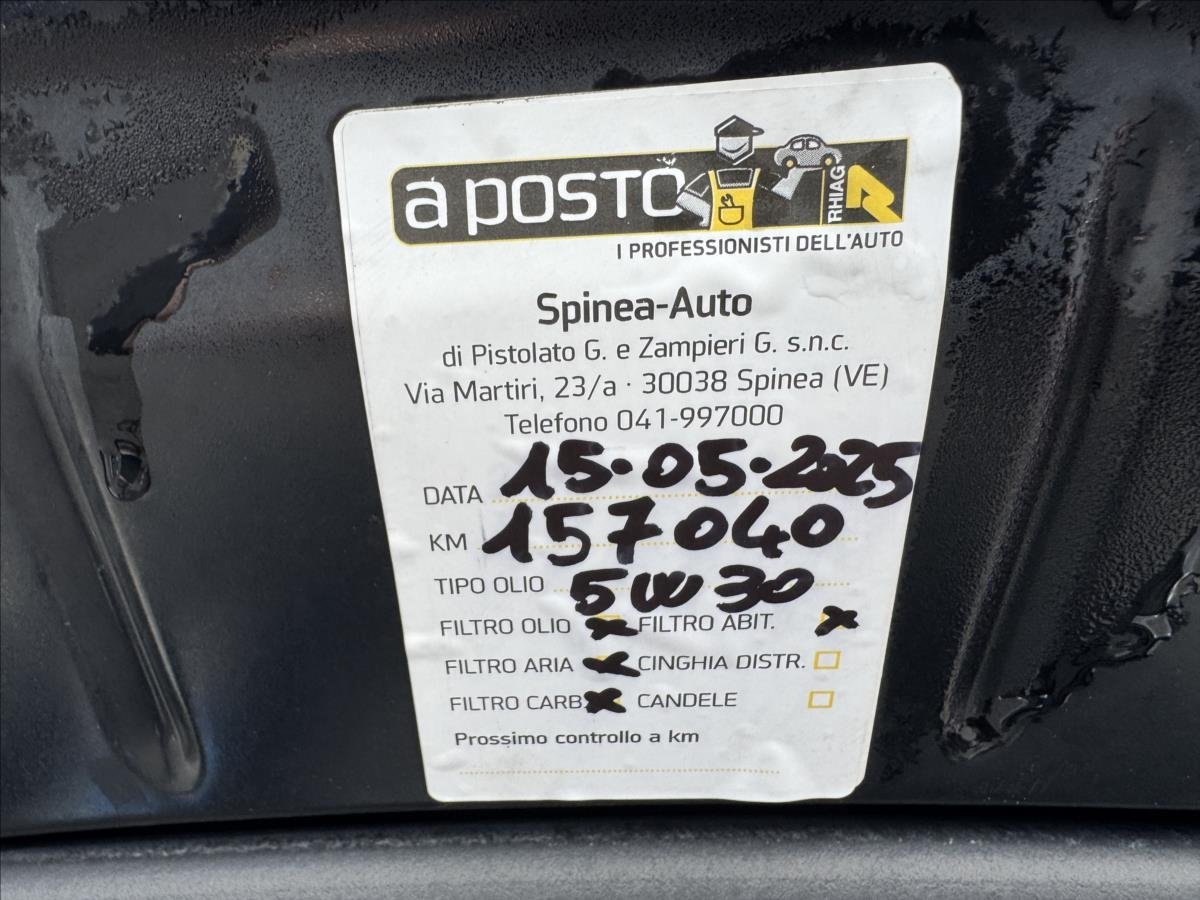 a posto
RHIAG
I PROFESSIONISTI DELL'AUTO
Spinea-Auto
di Pistolato G. e Zampieri G. s.n.c.
Via Martiri, 23/a · 30038 Spinea (VE)
Telefono 041-997000
DATA 15.05.2025
KM 157040
TIPO OLIO 5W30
FILTRO OLIO FILTRO ABIT.
FILTRO ARIA CINGHIA DISTR.
FILTRO CARB CANDELE
Prossimo controllo a km